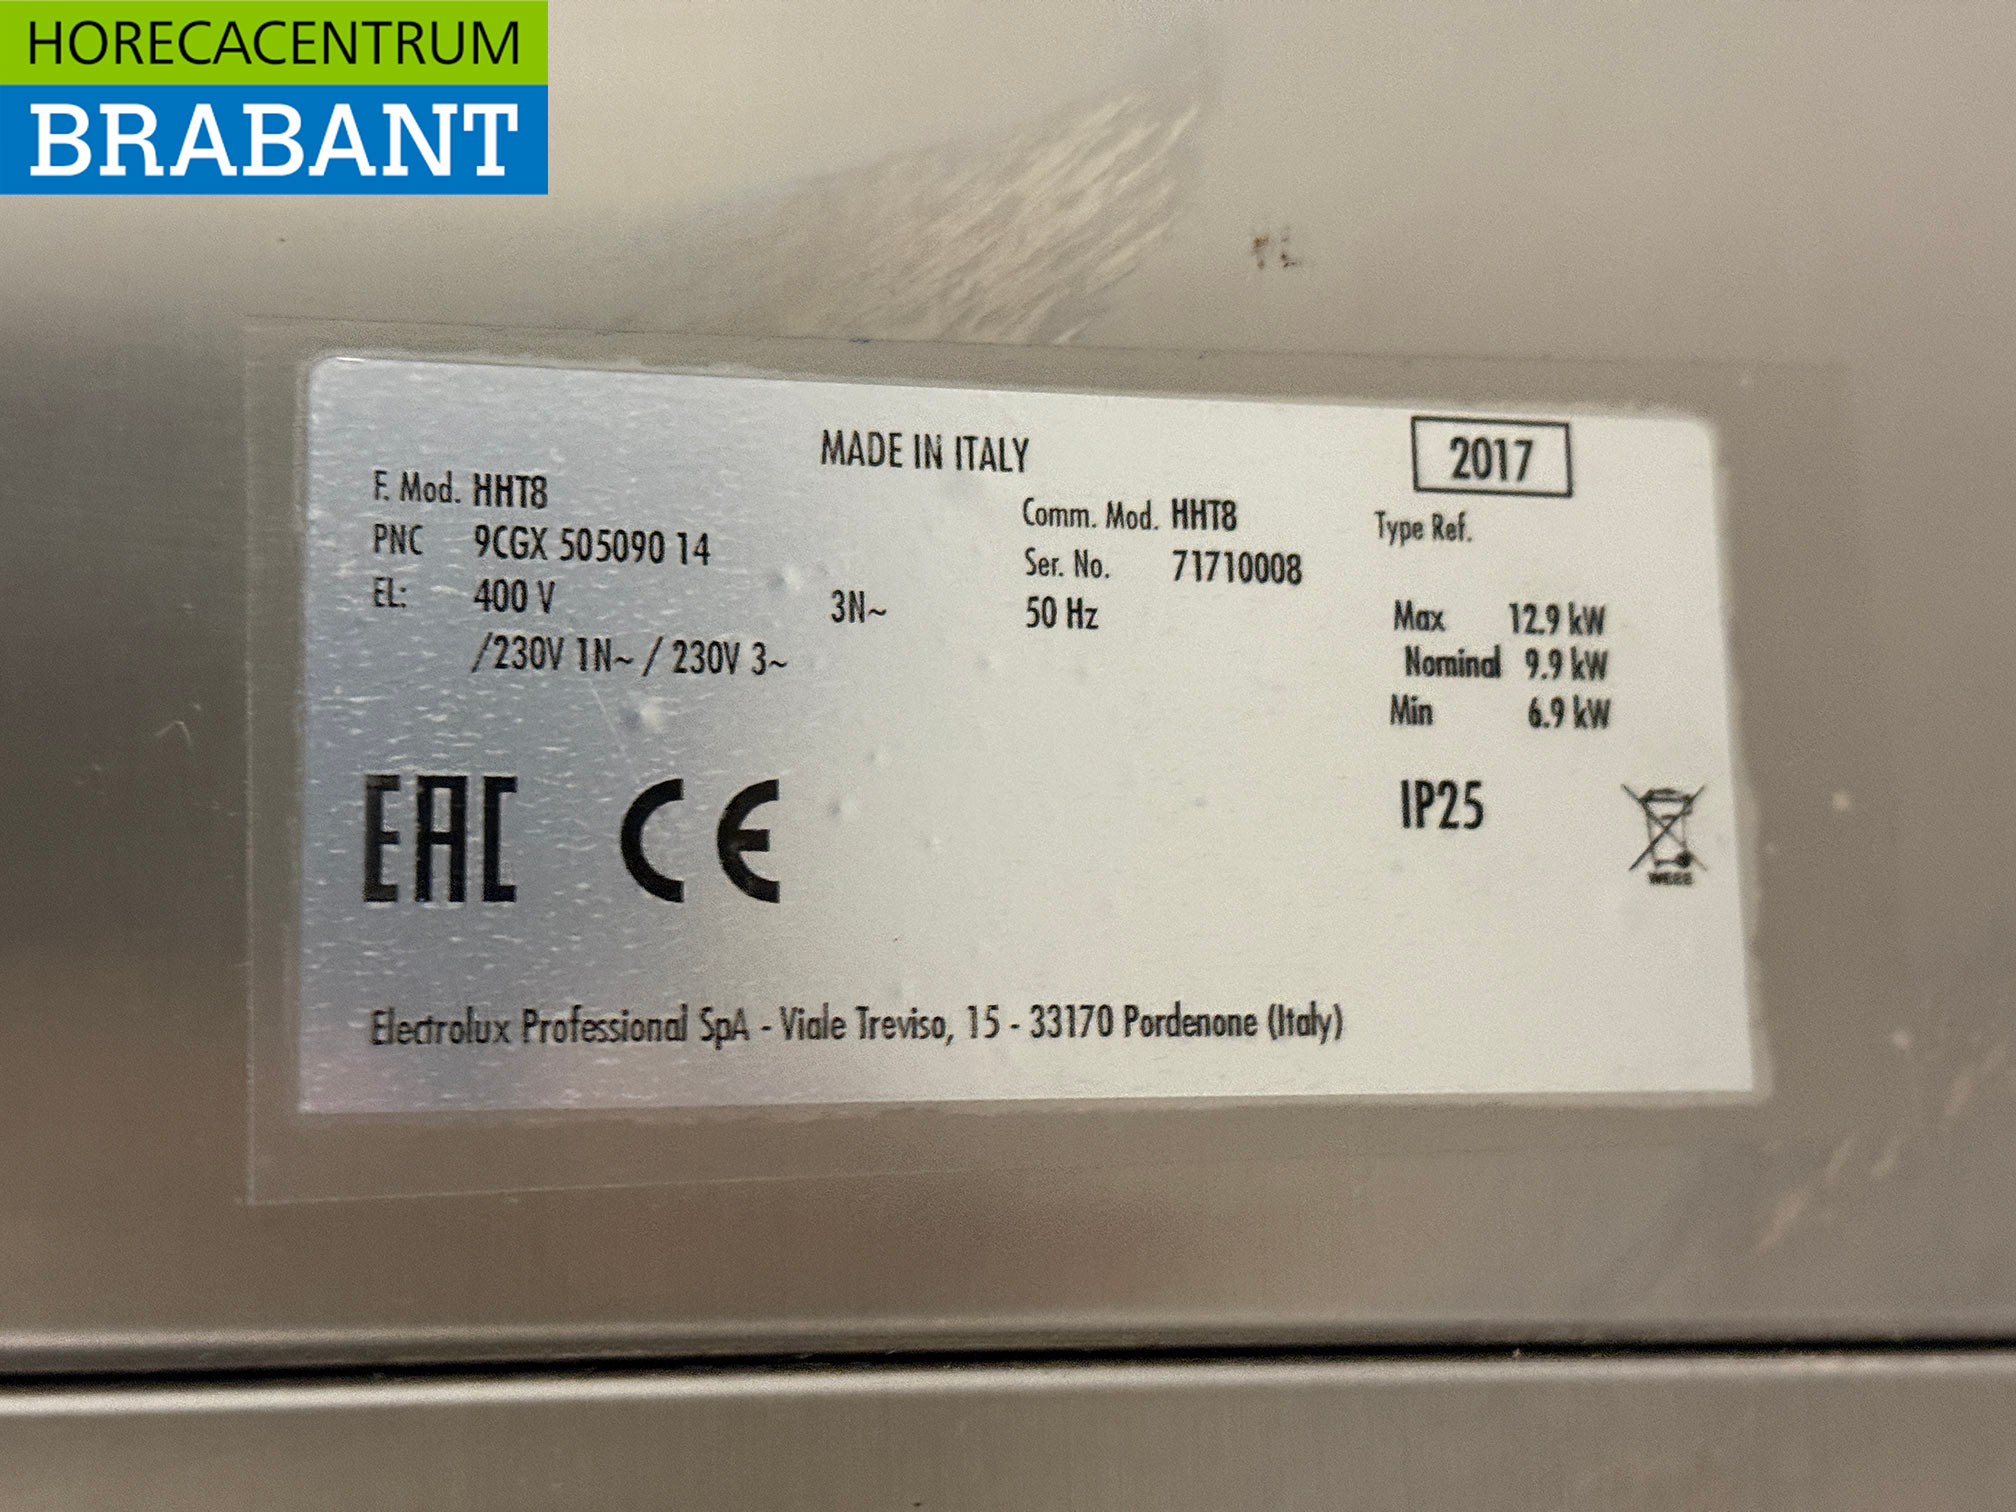 HORECACENTRUM
BRABANT
MADE IN ITALY
2017
F. Mod. HHT8
Comm. Mod. HHT8
Type Ref.
PNC 9CGX 505090 14
Ser. No. 71710008
EL: 400 V 3N~ 50 Hz
/230V 1N~ / 230V 3~
Max 12.9 kW
Nominal 9.9 kW
Min 6.9 kW
EAC CE
IP25
WEEE
Electrolux Professional SpA - Viale Treviso, 15 - 33170 Pordenone (Italy)